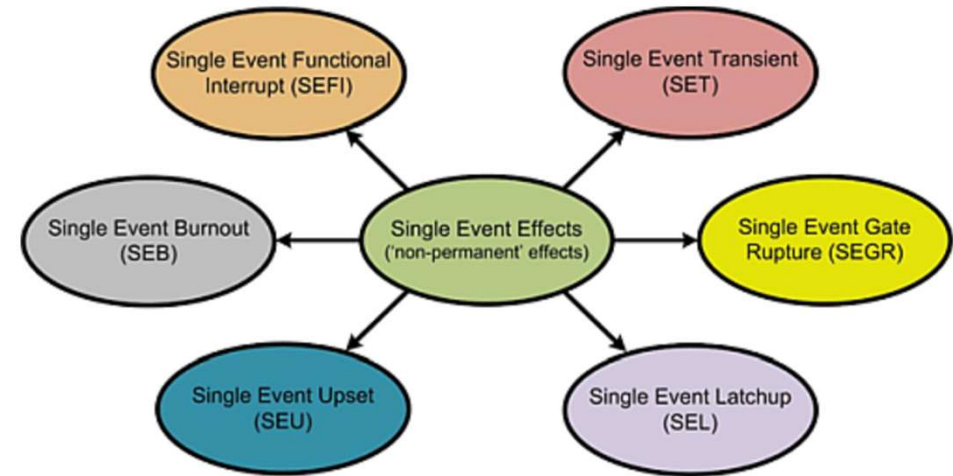 Single Event Functional
Interrupt (SEFI)
Single Event Transient
(SET)
Single Event Burnout
(SEB)
Single Event Effects
('non-permanent' effects)
Single Event Gate
Rupture (SEGR)
Single Event Upset
(SEU)
Single Event Latchup
(SEL)